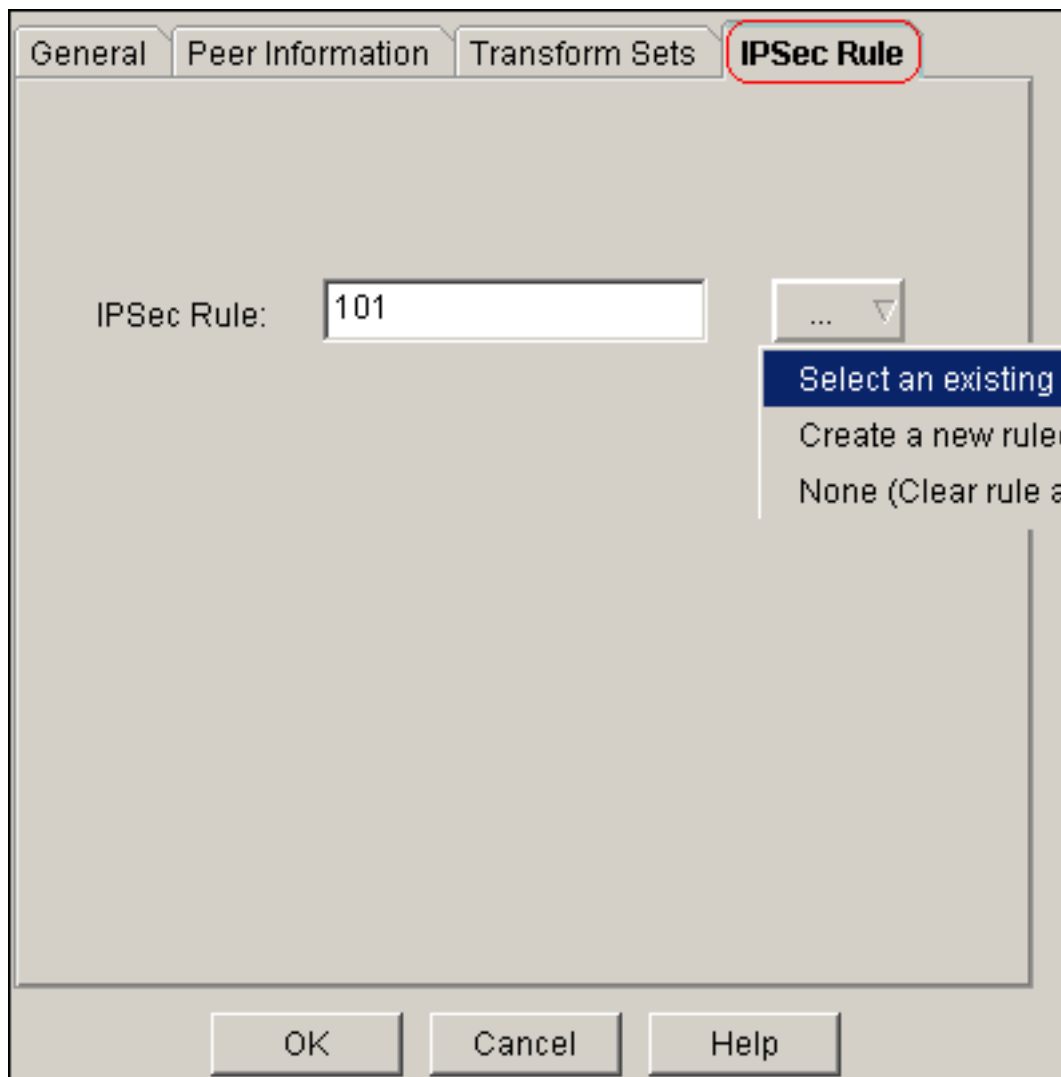 General Peer Information Transform Sets IPSec Rule
IPSec Rule: 101 ...
Select an existing
Create a new rule
None (Clear rule
OK Cancel Help